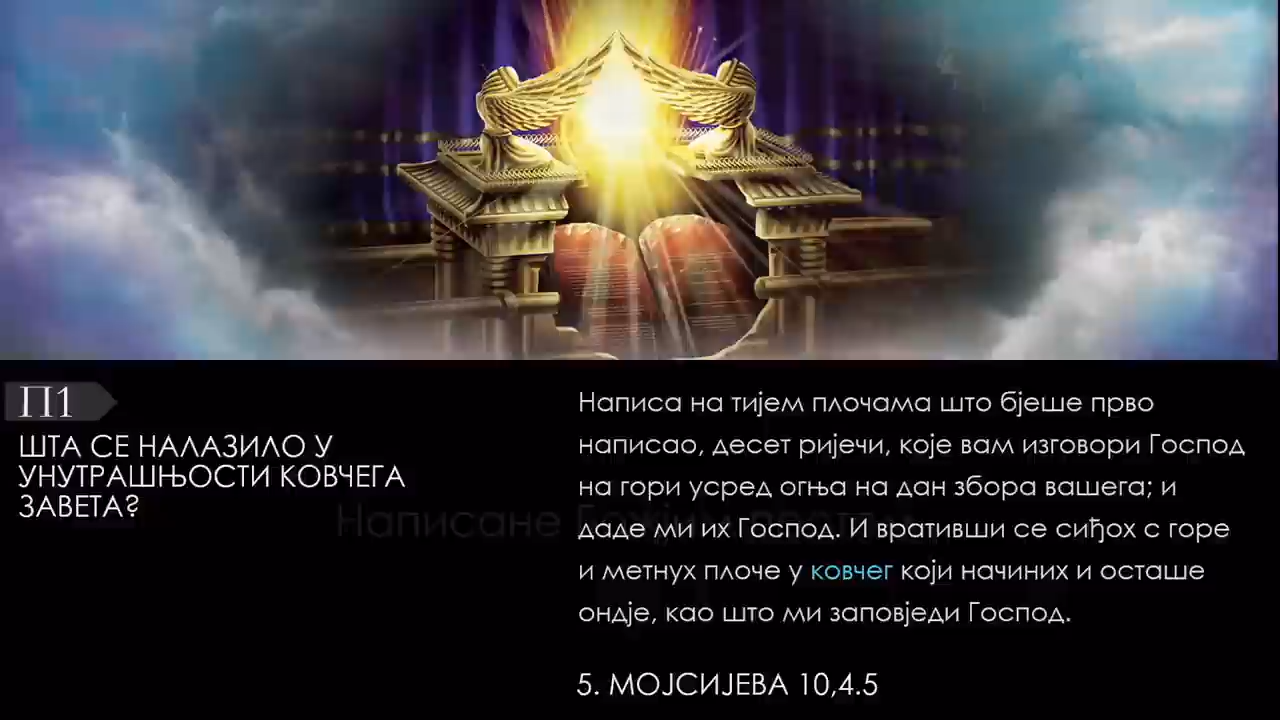 П1
ШТА СЕ НАЛАЗИЛО У
УНУТРАШЊОСТИ КОВЧЕГА
ЗАВЕТА?
Написа на тијем плочама што бјеше прво
написао, десет ријечи, које вам изговори Господ
на гори усред огња на дан збора вашега; и
даде ми их Господ. И вративши се сиђох с горе
и метнух плоче у ковчег који начиних и осташе
ондје, као што ми заповједи Господ.
5. МОЈСИЈЕВА 10,4.5
Написане